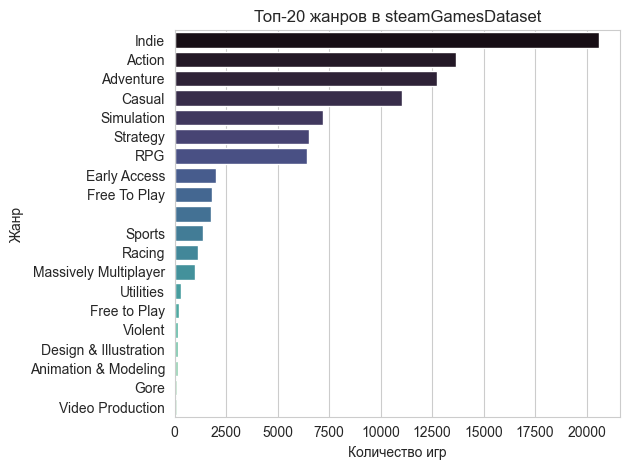 Топ-20 жанров в steamGamesDataset
Жанр
Indie
Action
Adventure
Casual
Simulation
Strategy
RPG
Early Access
Free To Play
Sports
Racing
Massively Multiplayer
Utilities
Free to Play
Violent
Design & Illustration
Animation & Modeling
Gore
Video Production
0 2500 5000 7500 10000 12500 15000 17500 20000
Количество игр